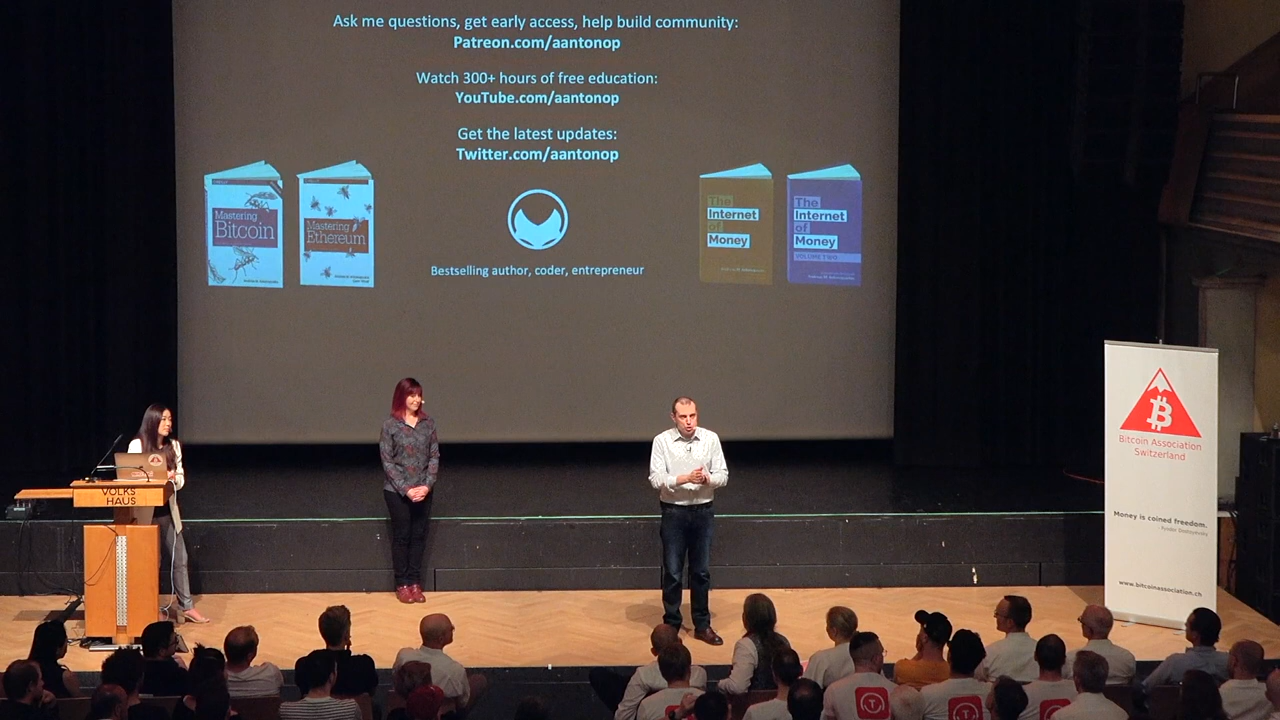 Ask me questions, get early access, help build community:
Patreon.com/aantonop
Watch 300+ hours of free education:
YouTube.com/aantonop
Get the latest updates:
Twitter.com/aantonop
Mastering
Bitcoin
Mastering
Ethereum
The
Internet
of
Money
The
Internet
of
Money
VOLUME TWO
Bestselling author, coder, entrepreneur
VOLKS
HAUS
Bitcoin Association
Switzerland
Money is coined freedom.
- Fyodor Dostoyevsky
www.bitcoinassociation.ch